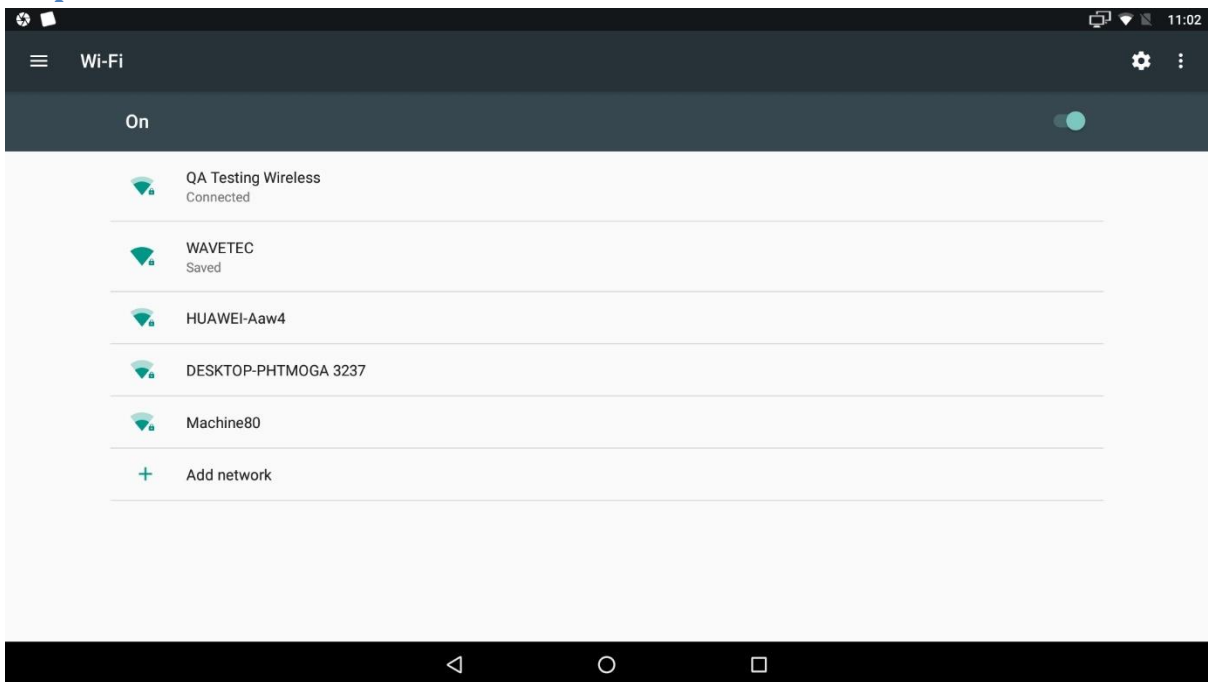 11:02
Wi-Fi
On
QA Testing Wireless
Connected
WAVETEC
Saved
HUAWEI-Aaw4
DESKTOP-PHTMOGA 3237
Machine80
Add network